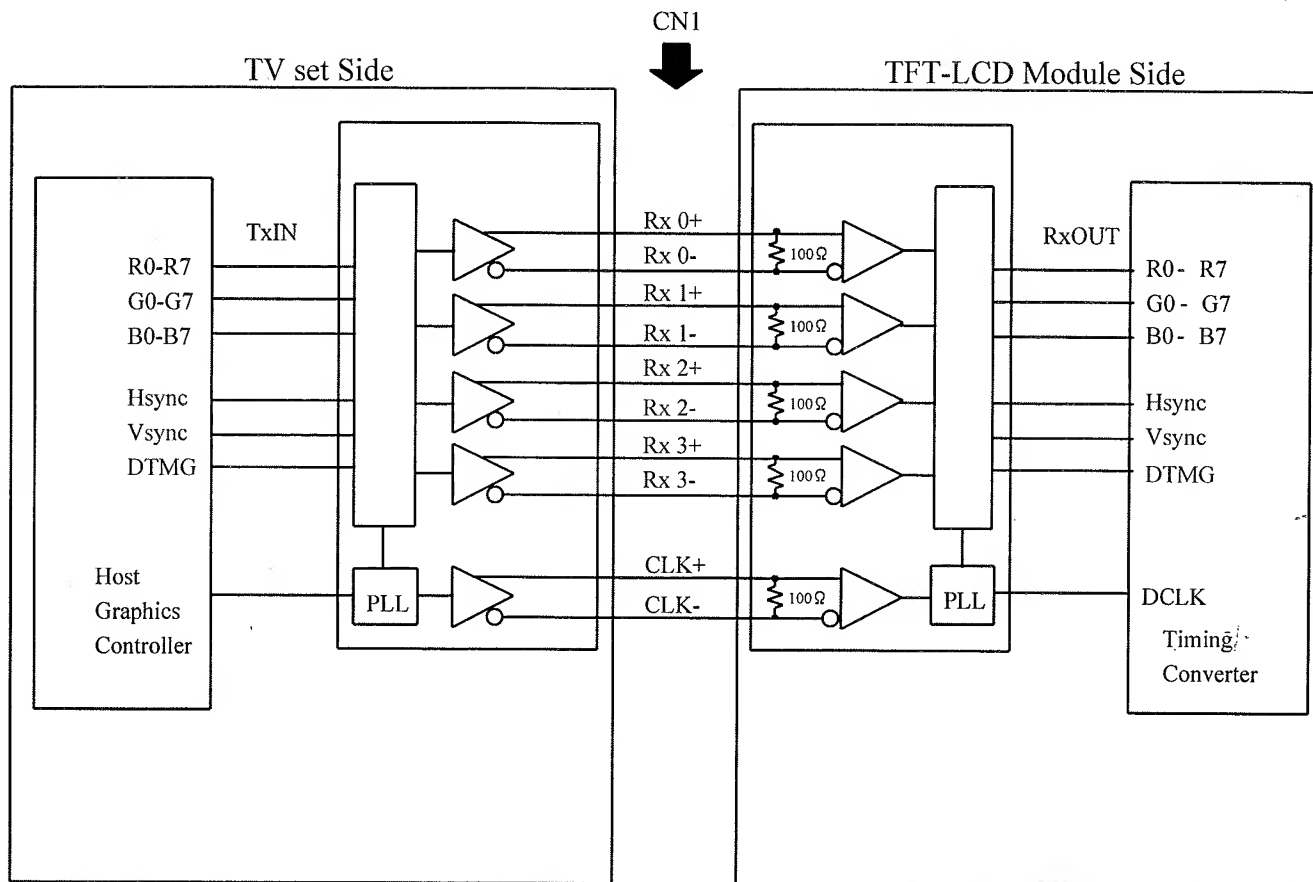 CN1
TV set Side
TFT-LCD Module Side
TxIN
R0-R7
G0-G7
B0-B7
Hsync
Vsync
DTMG
Host
Graphics
Controller
PLL
Rx 0+
Rx 0-
Rx 1+
Rx 1-
Rx 2+
Rx 2-
Rx 3+
Rx 3-
CLK+
CLK-
100Ω
100Ω
100Ω
100Ω
100Ω
PLL
RxOUT
R0- R7
G0- G7
B0- B7
Hsync
Vsync
DTMG
DCLK
Timing
Converter